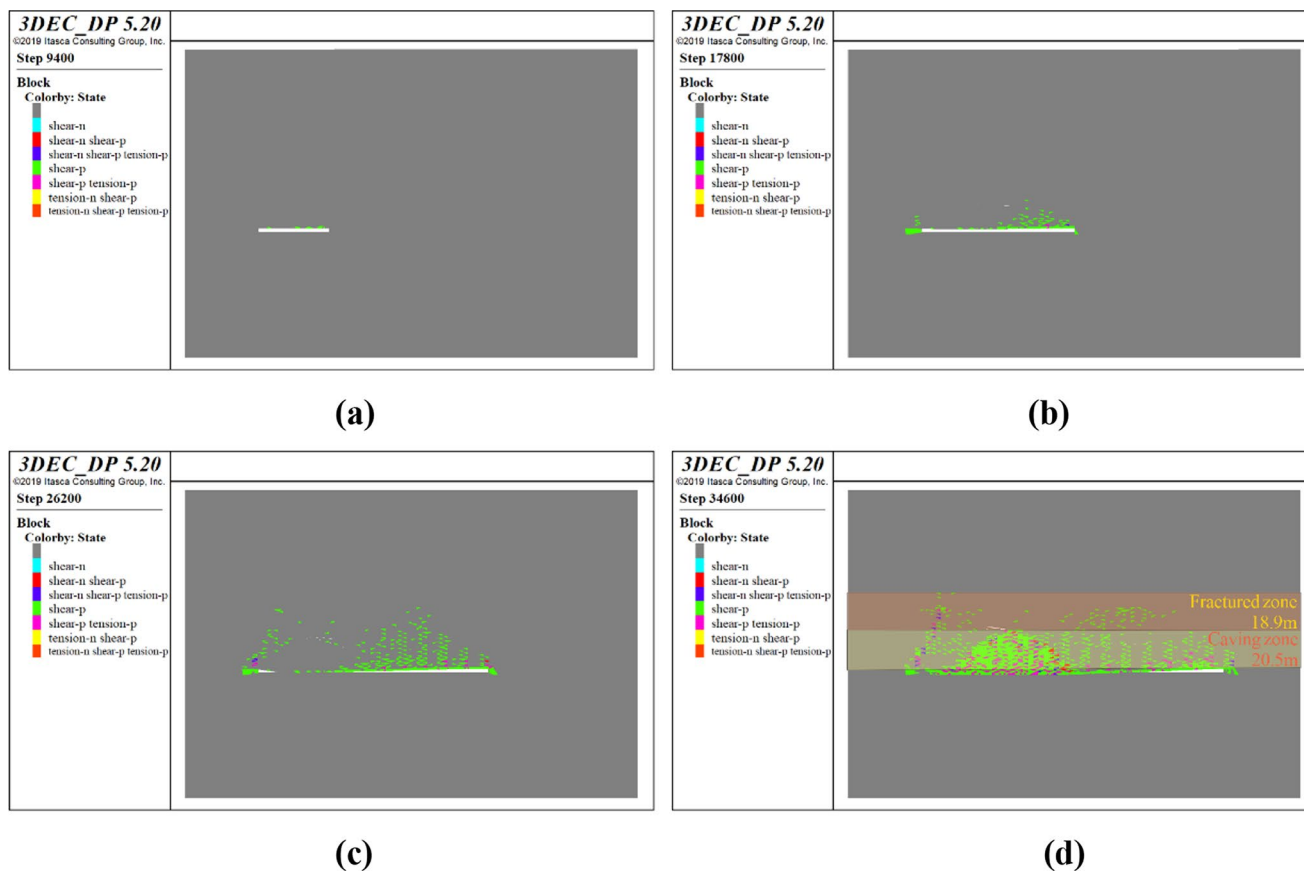 3DEC_DP 5.20
©2019 Itasca Consulting Group, Inc.
Step 9400
Block
Colorby: State
shear-n
shear-n shear-p
shear-n shear-p tension-p
shear-p
shear-p tension-p
tension-n shear-p
tension-n shear-p tension-p
(a)
3DEC_DP 5.20
©2019 Itasca Consulting Group, Inc.
Step 17800
Block
Colorby: State
shear-n
shear-n shear-p
shear-n shear-p tension-p
shear-p
shear-p tension-p
tension-n shear-p
tension-n shear-p tension-p
(b)
3DEC_DP 5.20
©2019 Itasca Consulting Group, Inc.
Step 26200
Block
Colorby: State
shear-n
shear-n shear-p
shear-n shear-p tension-p
shear-p
shear-p tension-p
tension-n shear-p
tension-n shear-p tension-p
(c)
3DEC_DP 5.20
©2019 Itasca Consulting Group, Inc.
Step 34600
Block
Colorby: State
shear-n
shear-n shear-p
shear-n shear-p tension-p
shear-p
shear-p tension-p
tension-n shear-p
tension-n shear-p tension-p
Fractured zone
18.9m
Caving zone
20.5m
(d)